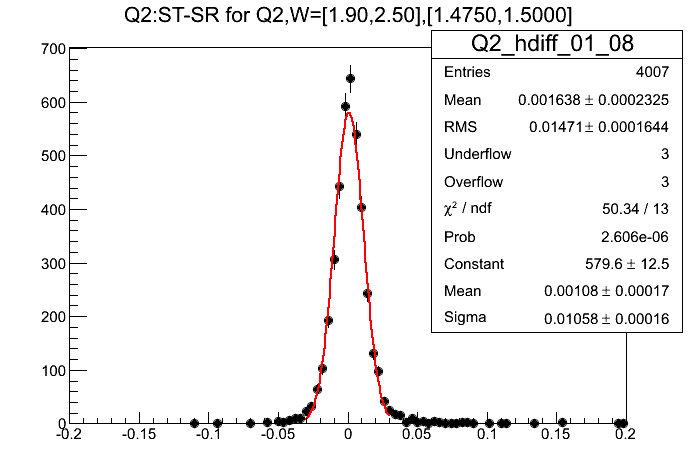 Q2:ST-SR for Q2,W=[1.90,2.50],[1.4750,1.5000]
Q2_hdiff_01_08
Entries 4007
Mean 0.001638 ± 0.0002325
RMS 0.01471± 0.0001644
Underflow 3
Overflow 3
χ² / ndf 50.34 / 13
Prob 2.606e-06
Constant 579.6 ± 12.5
Mean 0.00108 ± 0.00017
Sigma 0.01058 ± 0.00016
700
600
500
400
300
200
100
0
-0.2 -0.15 -0.1 -0.05 0 0.05 0.1 0.15 0.2